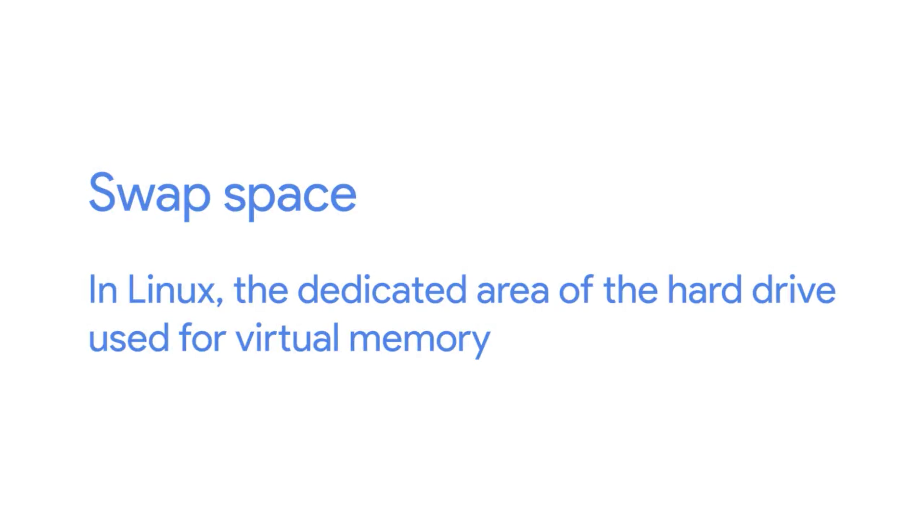 Swap space
In Linux, the dedicated area of the hard drive
used for virtual memory